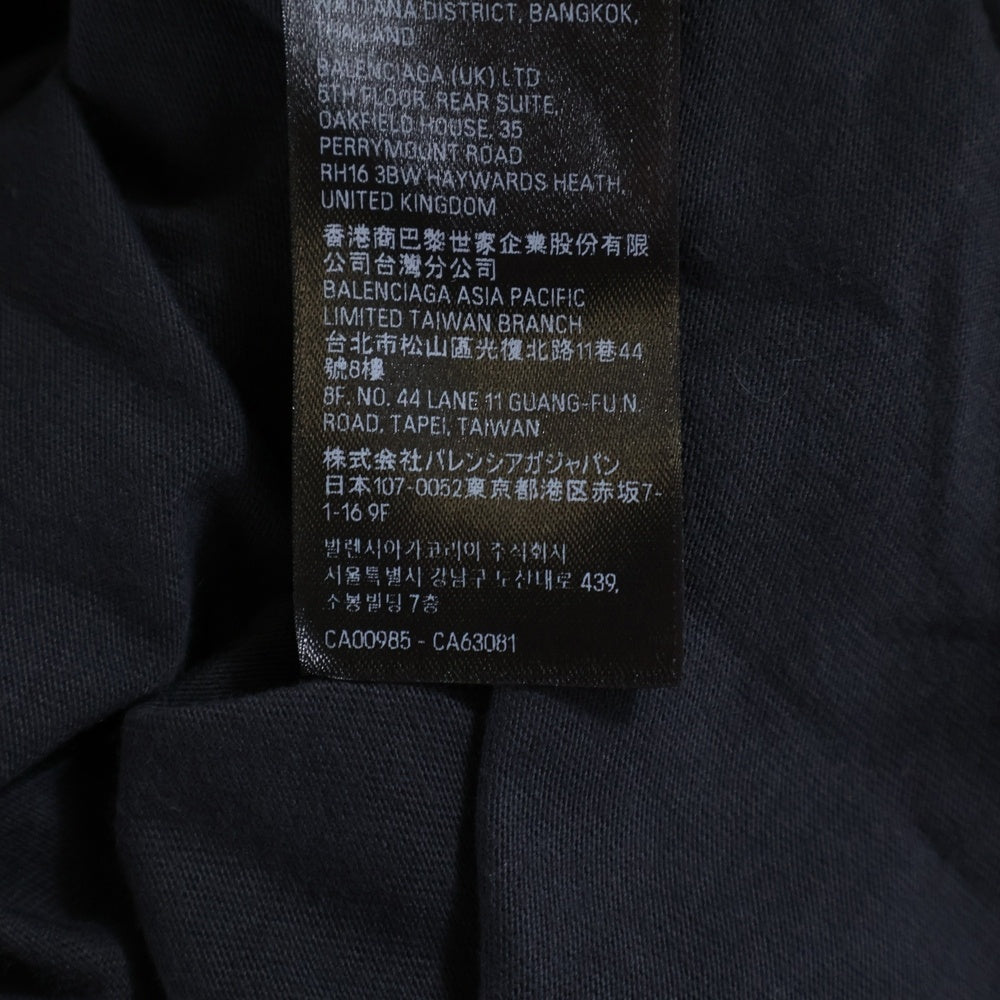 DISTRICT, BANGKOK,
THAILAND
BALENCIAGA (UK) LTD
5TH FLOOR, REAR SUITE,
OAKFIELD HOUSE, 35
PERRYMOUNT ROAD
RH16 3BW HAYWARDS HEATH,
UNITED KINGDOM
香港商巴黎世家企業股份有限
公司台灣分公司
BALENCIAGA ASIA PACIFIC
LIMITED TAIWAN BRANCH
台北市松山區光復北路11巷44
號8樓
8F. NO. 44 LANE 11 GUANG-FU N.
ROAD, TAPEI, TAIWAN
株式会社バレンシアガジャパン
日本107-0052東京都港区赤坂7-
1-16 9F
발렌시아가코리아 주식회사
서울특별시 강남구 도산대로 439,
소봉빌딩 7층
CA00985 - CA63081